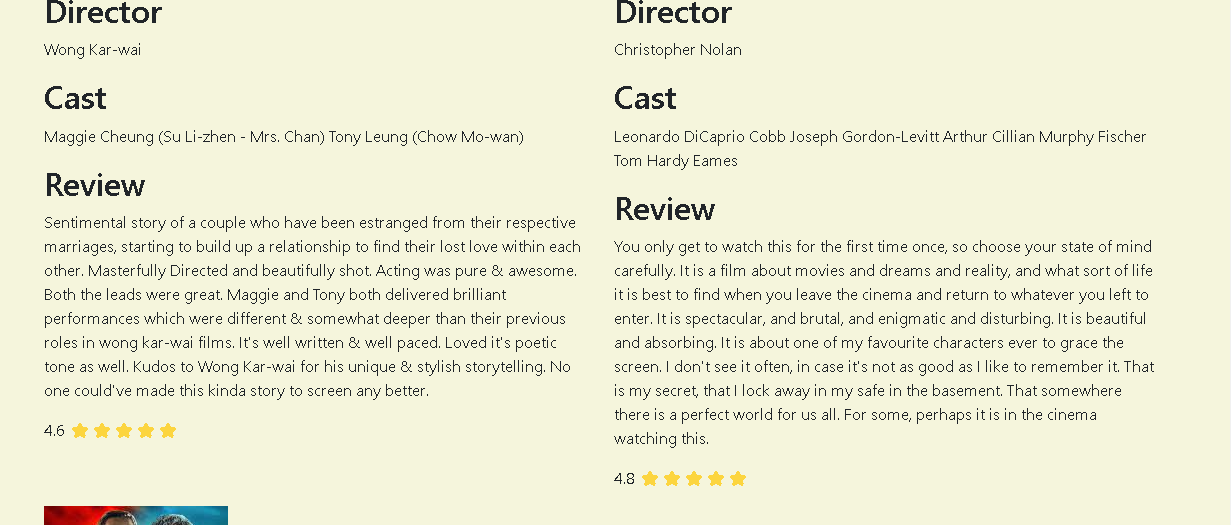 Director
Wong Kar-wai
Cast
Maggie Cheung (Su Li-zhen - Mrs. Chan) Tony Leung (Chow Mo-wan)
Review
Sentimental story of a couple who have been estranged from their respective
marriages, starting to build up a relationship to find their lost love within each
other. Masterfully Directed and beautifully shot. Acting was pure & awesome.
Both the leads were great. Maggie and Tony both delivered brilliant
performances which were different & somewhat deeper than their previous
roles in wong kar-wai films. It's well written & well paced. Loved it's poetic
tone as well. Kudos to Wong Kar-wai for his unique & stylish storytelling. No
one could've made this kinda story to screen any better.
4.6
Director
Christopher Nolan
Cast
Leonardo DiCaprio Cobb Joseph Gordon-Levitt Arthur Cillian Murphy Fischer
Tom Hardy Eames
Review
You only get to watch this for the first time once, so choose your state of mind
carefully. It is a film about movies and dreams and reality, and what sort of life
it is best to find when you leave the cinema and return to whatever you left to
enter. It is spectacular, and brutal, and enigmatic and disturbing. It is beautiful
and absorbing. It is about one of my favourite characters ever to grace the
screen. I don't see it often, in case it's not as good as I like to remember it. That
is my secret, that I lock away in my safe in the basement. That somewhere
there is a perfect world for us all. For some, perhaps it is in the cinema
watching this.
4.8